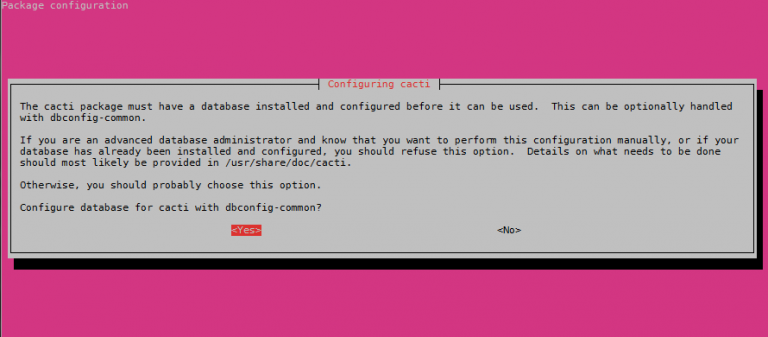 Package configuration
Configuring cacti
The cacti package must have a database installed and configured before it can be used.  This can be optionally handled
with dbconfig-common.
If you are an advanced database administrator and know that you want to perform this configuration manually, or if your
database has already been installed and configured, you should refuse this option.  Details on what needs to be done
should most likely be provided in /usr/share/doc/cacti.
Otherwise, you should probably choose this option.
Configure database for cacti with dbconfig-common?
<Yes> <No>